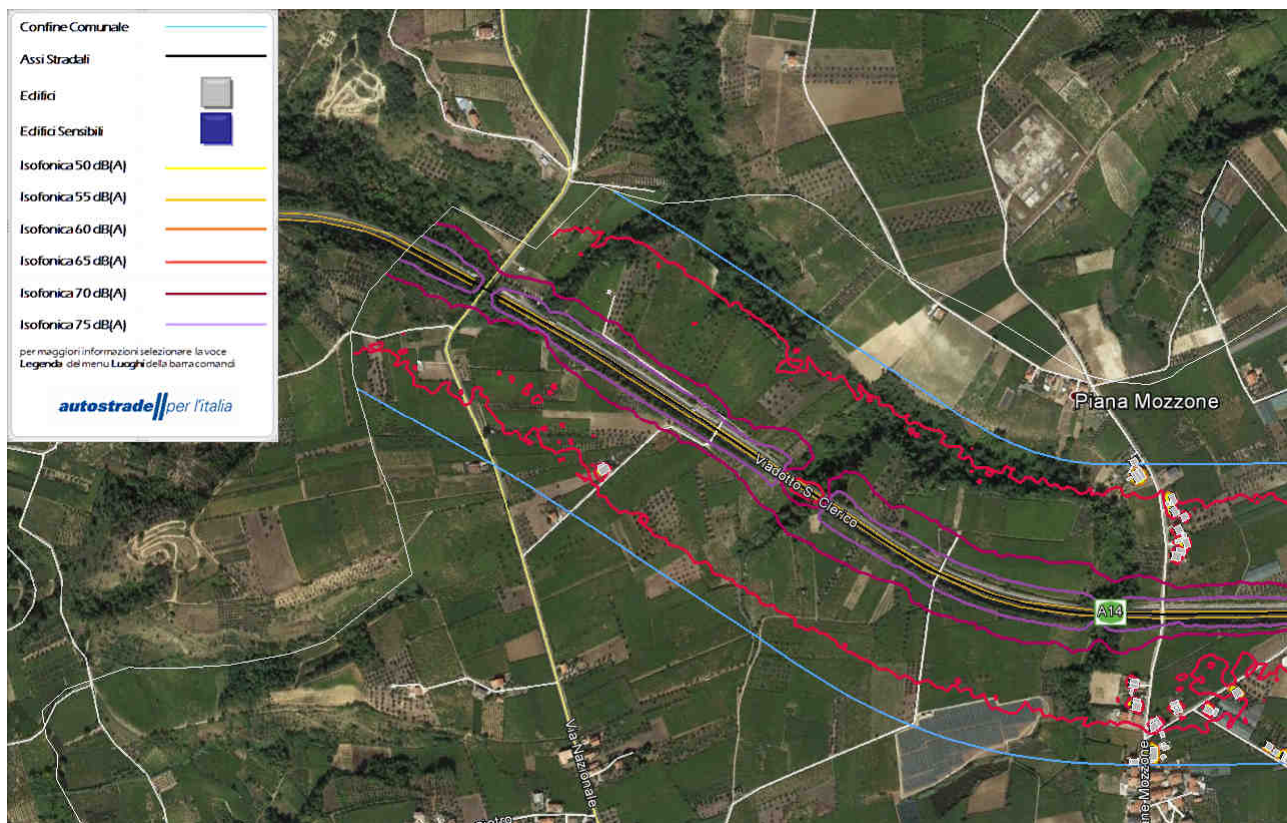 Confine Comunale
Assi Stradali
Edifici
Edifici Sensibili
Isofonica 50 dB(A)
Isofonica 55 dB(A)
Isofonica 60 dB(A)
Isofonica 65 dB(A)
Isofonica 70 dB(A)
Isofonica 75 dB(A)
per maggiori informazioni selezionare la voce
Legenda del menu Luoghi della barra comandi
autostrade//per l'italia
Piana Mozzone
Viadotto S. Clerico
A14
Via Nazionale
Mozzone